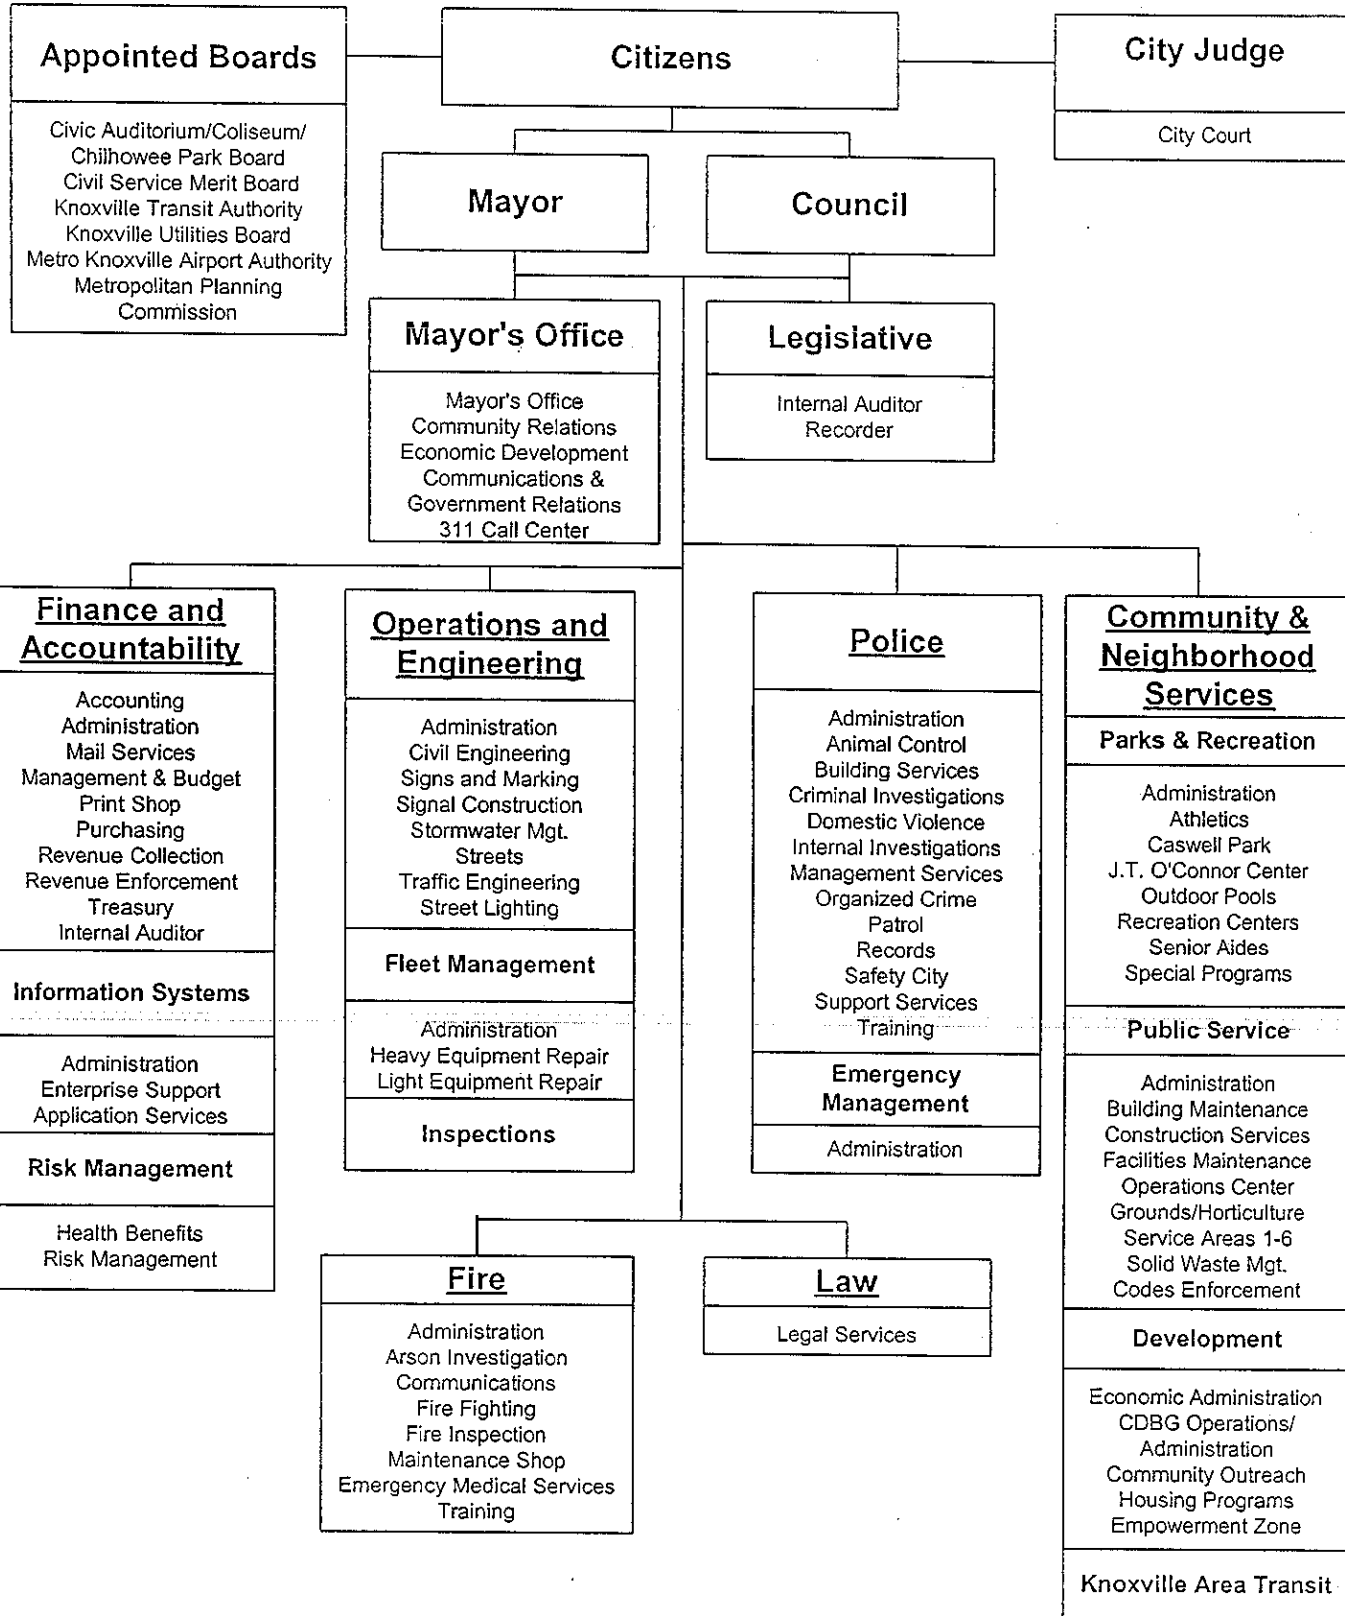 Appointed Boards
Civic Auditorium/Coliseum/
Chilhowee Park Board
Civil Service Merit Board
Knoxville Transit Authority
Knoxville Utilities Board
Metro Knoxville Airport Authority
Metropolitan Planning
Commission
Citizens
City Judge
City Court
Mayor
Council
Mayor's Office
Mayor's Office
Community Relations
Economic Development
Communications &
Government Relations
311 Call Center
Legislative
Internal Auditor
Recorder
Finance and
Accountability
Accounting
Administration
Mail Services
Management & Budget
Print Shop
Purchasing
Revenue Collection
Revenue Enforcement
Treasury
Internal Auditor
Information Systems
Administration
Enterprise Support
Application Services
Risk Management
Health Benefits
Risk Management
Operations and
Engineering
Administration
Civil Engineering
Signs and Marking
Signal Construction
Stormwater Mgt.
Streets
Traffic Engineering
Street Lighting
Fleet Management
Administration
Heavy Equipment Repair
Light Equipment Repair
Inspections
Police
Administration
Animal Control
Building Services
Criminal Investigations
Domestic Violence
Internal Investigations
Management Services
Organized Crime
Patrol
Records
Safety City
Support Services
Training
Emergency
Management
Administration
Community &
Neighborhood
Services
Parks & Recreation
Administration
Athletics
Caswell Park
J.T. O'Connor Center
Outdoor Pools
Recreation Centers
Senior Aides
Special Programs
Public Service
Administration
Building Maintenance
Construction Services
Facilities Maintenance
Operations Center
Grounds/Horticulture
Service Areas 1-6
Solid Waste Mgt.
Codes Enforcement
Development
Economic Administration
CDBG Operations/
Administration
Community Outreach
Housing Programs
Empowerment Zone
Knoxville Area Transit
Fire
Administration
Arson Investigation
Communications
Fire Fighting
Fire Inspection
Maintenance Shop
Emergency Medical Services
Training
Law
Legal Services